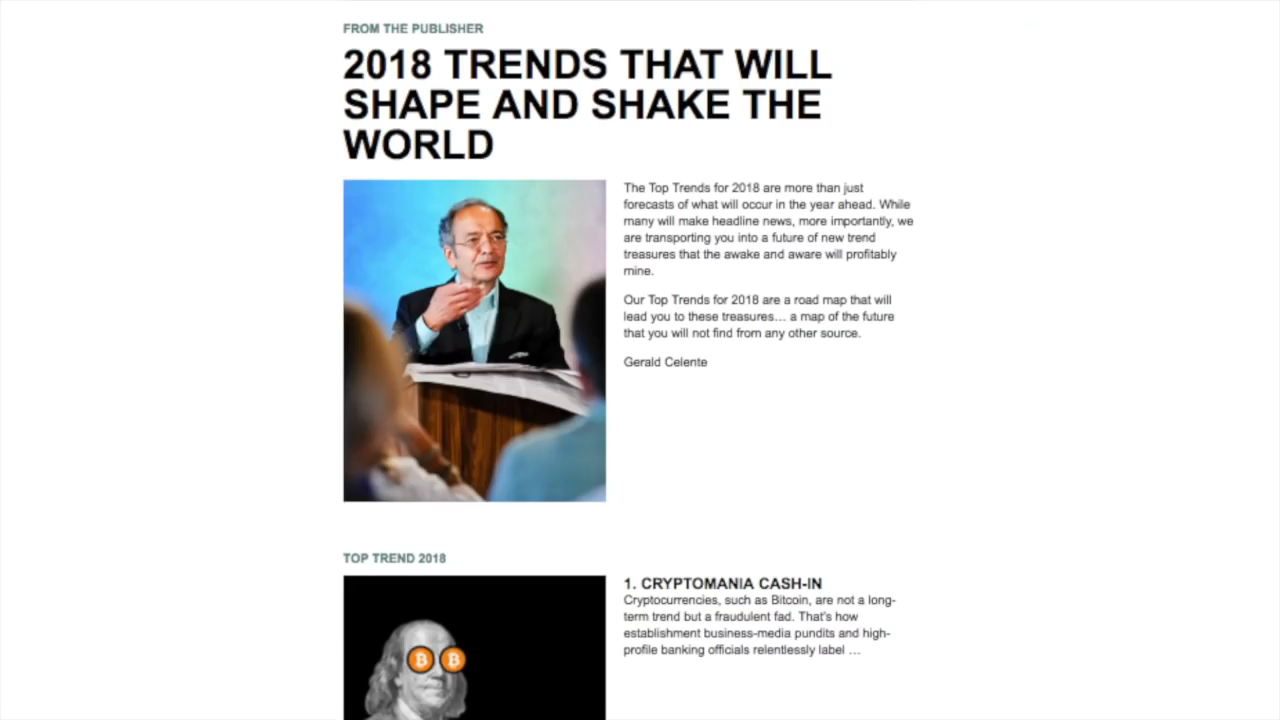 FROM THE PUBLISHER
2018 TRENDS THAT WILL
SHAPE AND SHAKE THE
WORLD
The Top Trends for 2018 are more than just
forecasts of what will occur in the year ahead. While
many will make headline news, more importantly, we
are transporting you into a future of new trend
treasures that the awake and aware will profitably
mine.
Our Top Trends for 2018 are a road map that will
lead you to these treasures… a map of the future
that you will not find from any other source.
Gerald Celente
TOP TREND 2018
1. CRYPTOMANIA CASH-IN
Cryptocurrencies, such as Bitcoin, are not a long-
term trend but a fraudulent fad. That's how
establishment business-media pundits and high-
profile banking officials relentlessly label …